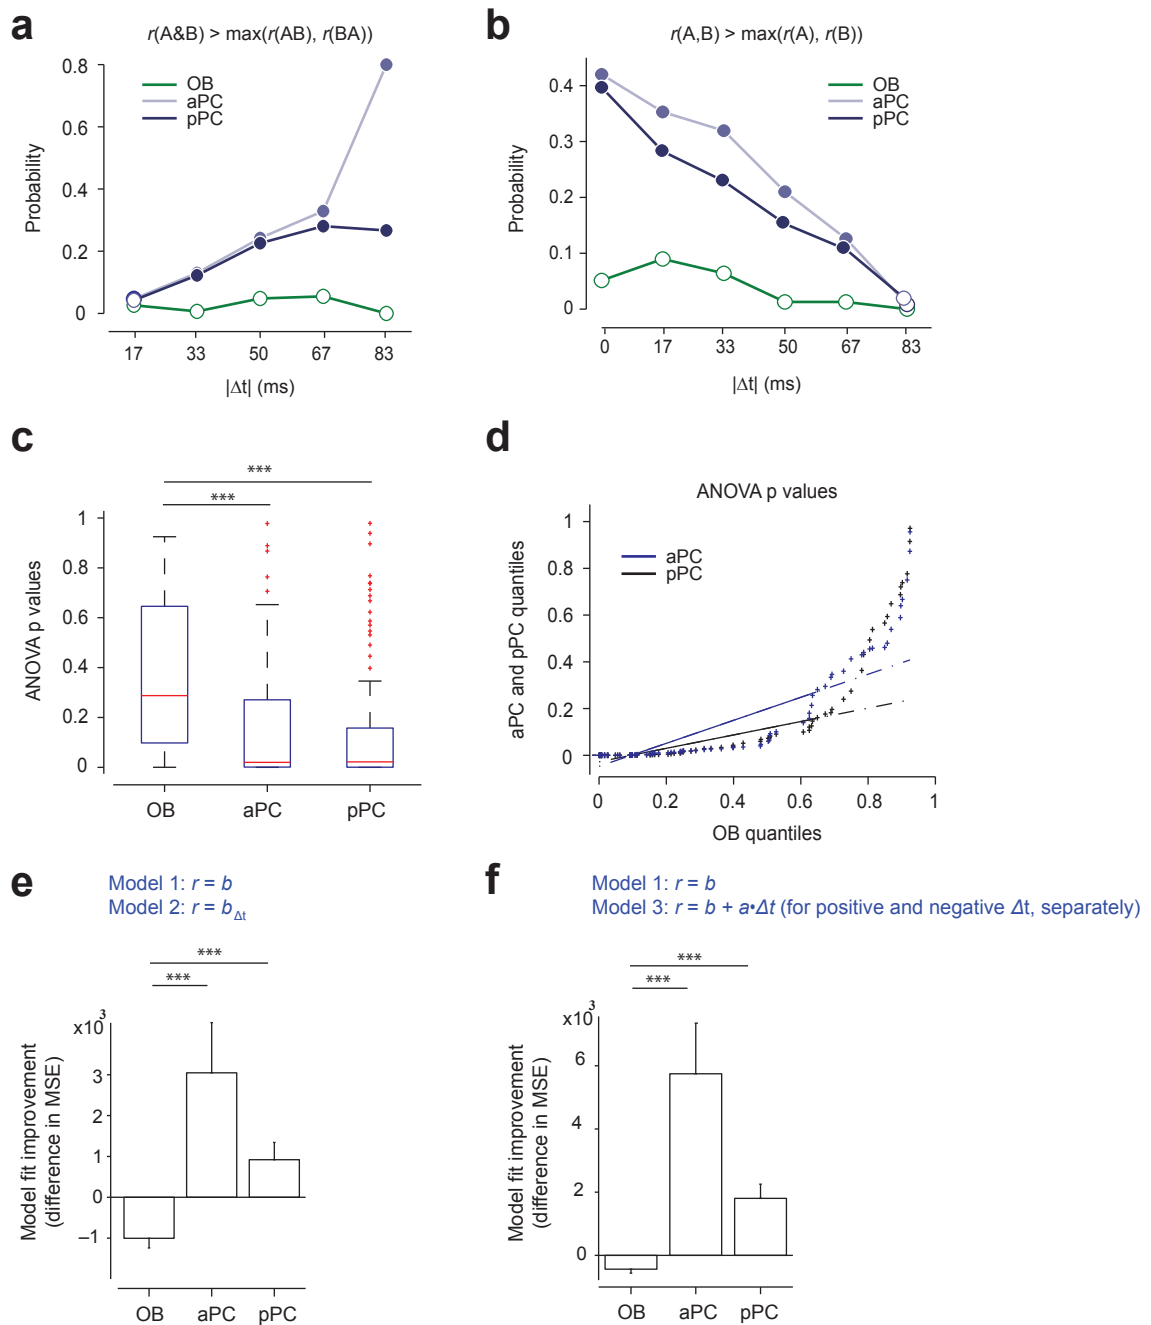 a
r(A&B) > max(r(AB), r(BA))
OB
aPC
pPC
Probability
0.8
0.6
0.4
0.2
0
17 33 50 67 83
|Δt| (ms)
b
r(A,B) > max(r(A), r(B))
OB
aPC
pPC
Probability
0.4
0.3
0.2
0.1
0
0 17 33 50 67 83
|Δt| (ms)
c
***
***
ANOVA p values
1
0.8
0.6
0.4
0.2
0
OB aPC pPC
d
ANOVA p values
aPC
pPC
aPC and pPC quantiles
1
0.8
0.6
0.4
0.2
0
0 0.2 0.4 0.6 0.8 1
OB quantiles
e
Model 1: r = b
Model 2: r = bΔt
***
***
x10³
Model fit improvement
(difference in MSE)
3
2
1
0
–1
OB aPC pPC
f
Model 1: r = b
Model 3: r = b + a•Δt (for positive and negative Δt, separately)
***
***
x10³
Model fit improvement
(difference in MSE)
6
4
2
0
OB aPC pPC